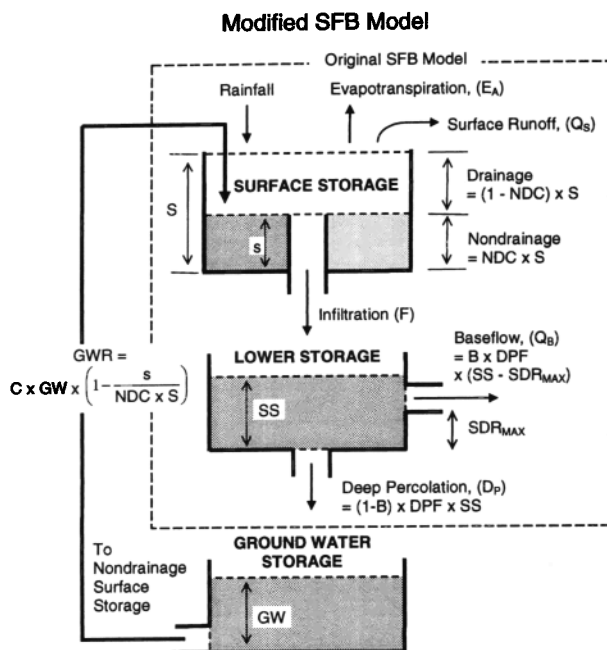 Modified SFB Model
Original SFB Model
Rainfall
Evapotranspiration, (E_A)
Surface Runoff, (Q_S)
SURFACE STORAGE
S
s
Drainage
= (1 - NDC) x S
Nondrainage
= NDC x S
Infiltration (F)
GWR =
C x GW x (1 - s / (NDC x S))
LOWER STORAGE
SS
Baseflow, (Q_B)
= B x DPF
x (SS - SDR_MAX)
SDR_MAX
Deep Percolation, (D_P)
= (1-B) x DPF x SS
To
Nondrainage
Surface
Storage
GROUND WATER
STORAGE
GW